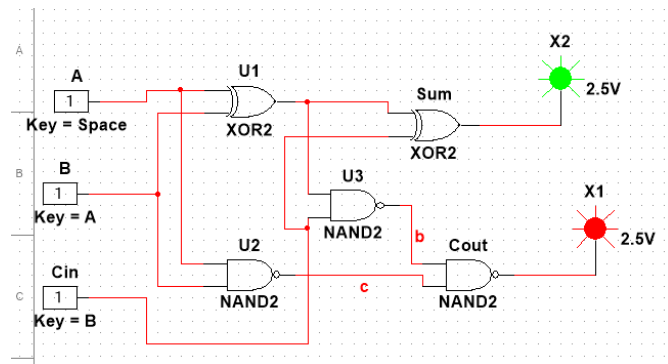 A
A
1
Key = Space
U1
XOR2
Sum
XOR2
X2
2.5V
B
B
1
Key = A
U3
NAND2
b
X1
2.5V
C
Cin
1
Key = B
U2
NAND2
c
Cout
NAND2